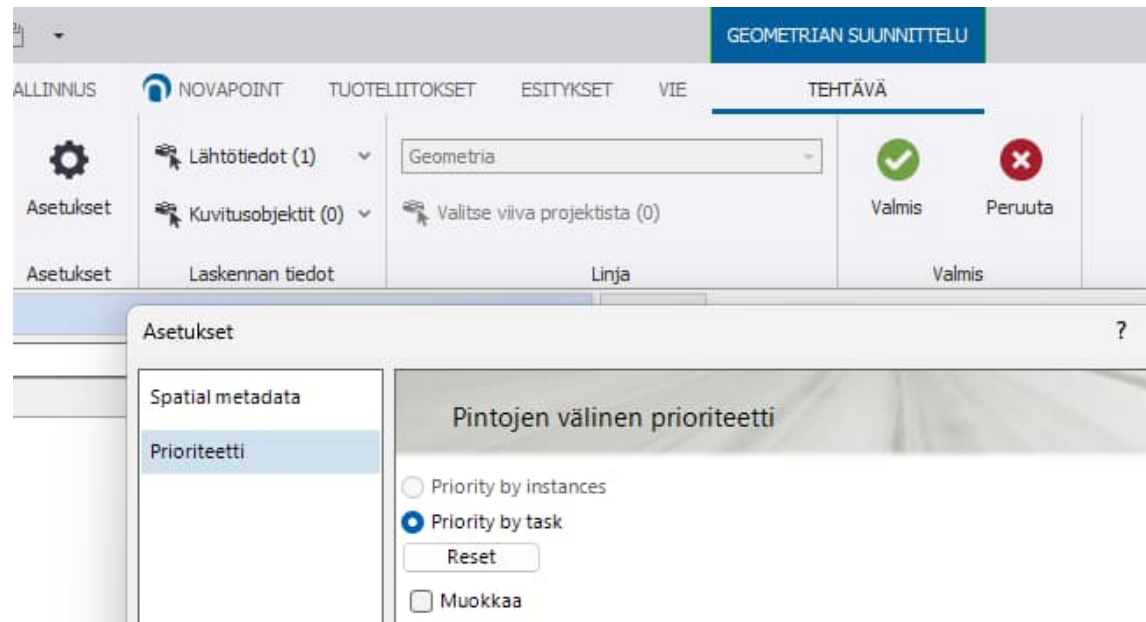 GEOMETRIAN SUUNNITTELU
ALLINNUS NOVAPOINT TUOTELIITOKSET ESITYKSET VIE TEHTÄVÄ
Lähtötiedot (1) Geometria
Asetukset Kuvitusobjektit (0) Valitse viiva projektista (0) Valmis Peruuta
Asetukset Laskennan tiedot Linja Valmis
Asetukset ?
Spatial metadata
Pintojen välinen prioriteetti
Prioriteetti
Priority by instances
Priority by task
Reset
Muokkaa